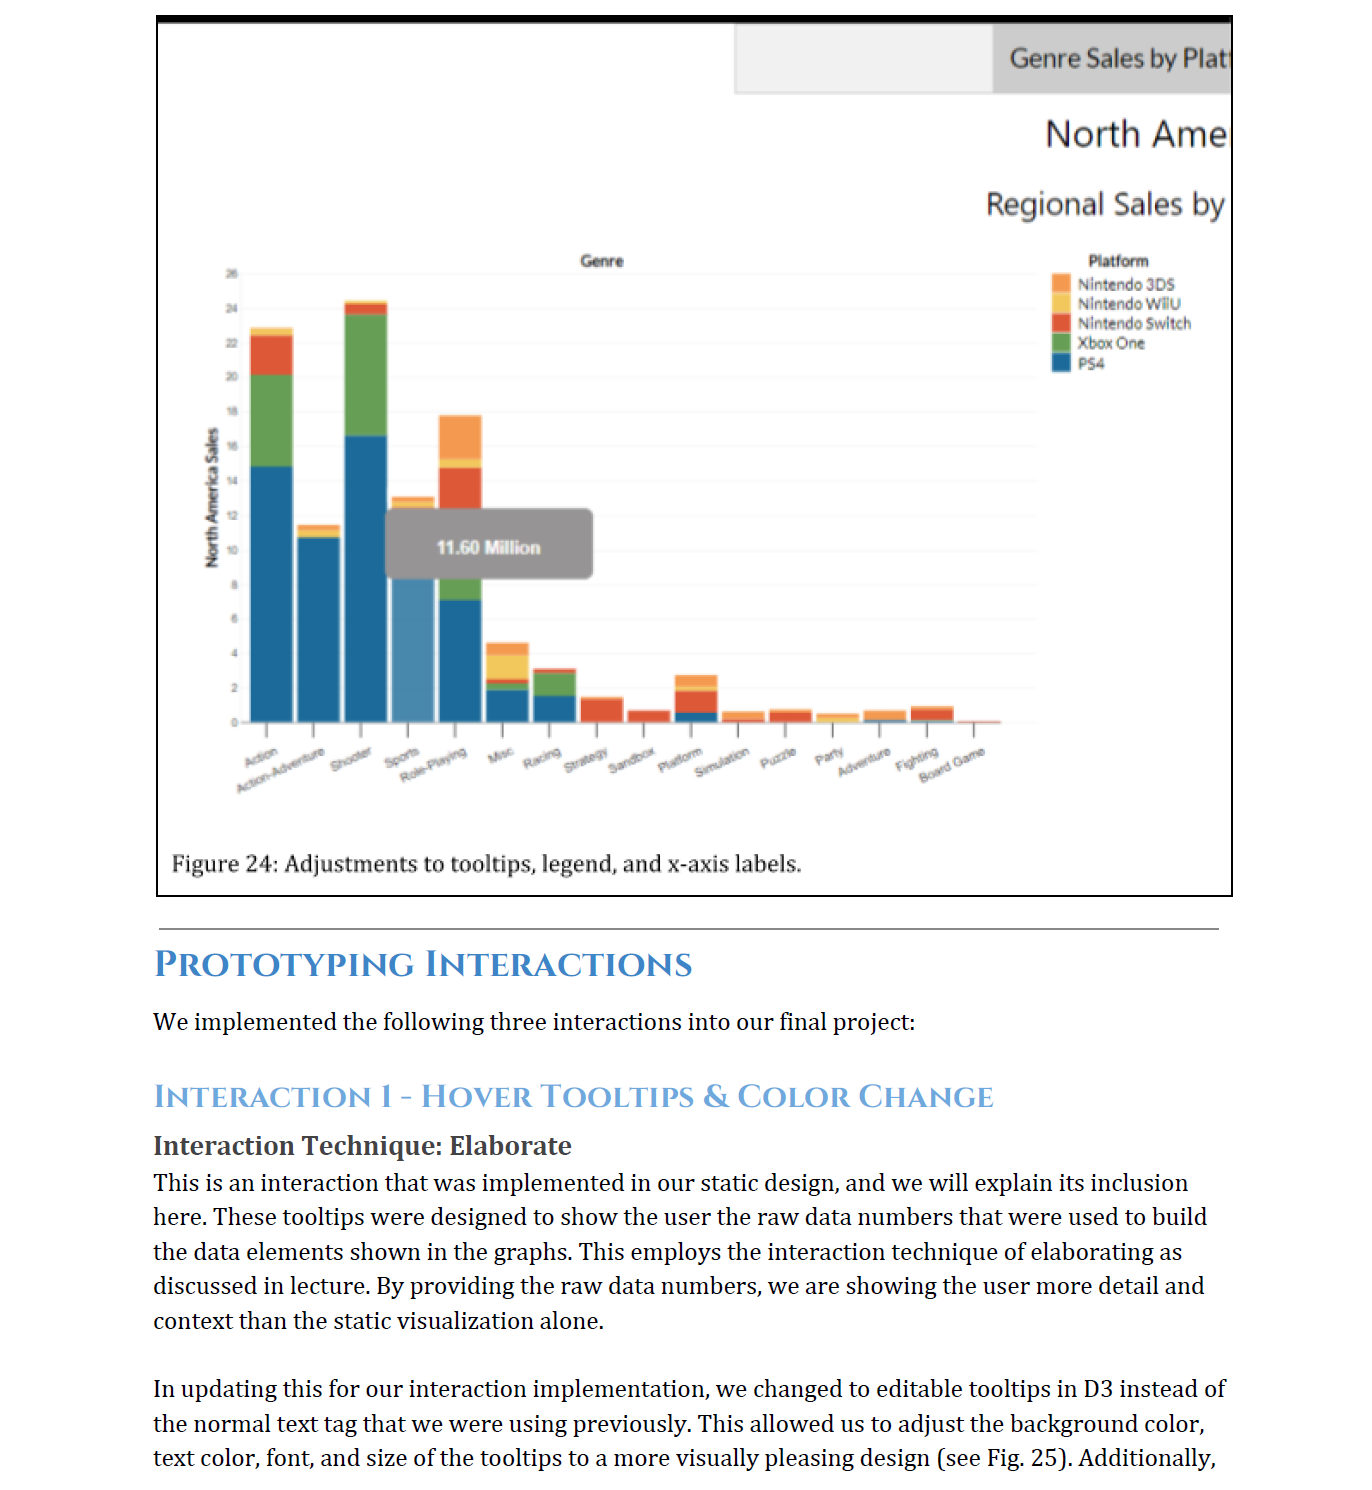 Genre Sales by Plat
North Ame
Regional Sales by
Genre
Platform
Nintendo 3DS
Nintendo WiiU
Nintendo Switch
Xbox One
PS4
North America Sales
26
24
22
20
18
16
14
12
10
8
6
4
2
0
11.60 Million
Action
Action-Adventure
Shooter
Sports
Role-Playing
Misc
Racing
Strategy
Sandbox
Platform
Simulation
Puzzle
Party
Adventure
Fighting
Board Game
Figure 24: Adjustments to tooltips, legend, and x-axis labels.
PROTOTYPING INTERACTIONS
We implemented the following three interactions into our final project:
INTERACTION 1 - HOVER TOOLTIPS & COLOR CHANGE
Interaction Technique: Elaborate
This is an interaction that was implemented in our static design, and we will explain its inclusion
here. These tooltips were designed to show the user the raw data numbers that were used to build
the data elements shown in the graphs. This employs the interaction technique of elaborating as
discussed in lecture. By providing the raw data numbers, we are showing the user more detail and
context than the static visualization alone.
In updating this for our interaction implementation, we changed to editable tooltips in D3 instead of
the normal text tag that we were using previously. This allowed us to adjust the background color,
text color, font, and size of the tooltips to a more visually pleasing design (see Fig. 25). Additionally,